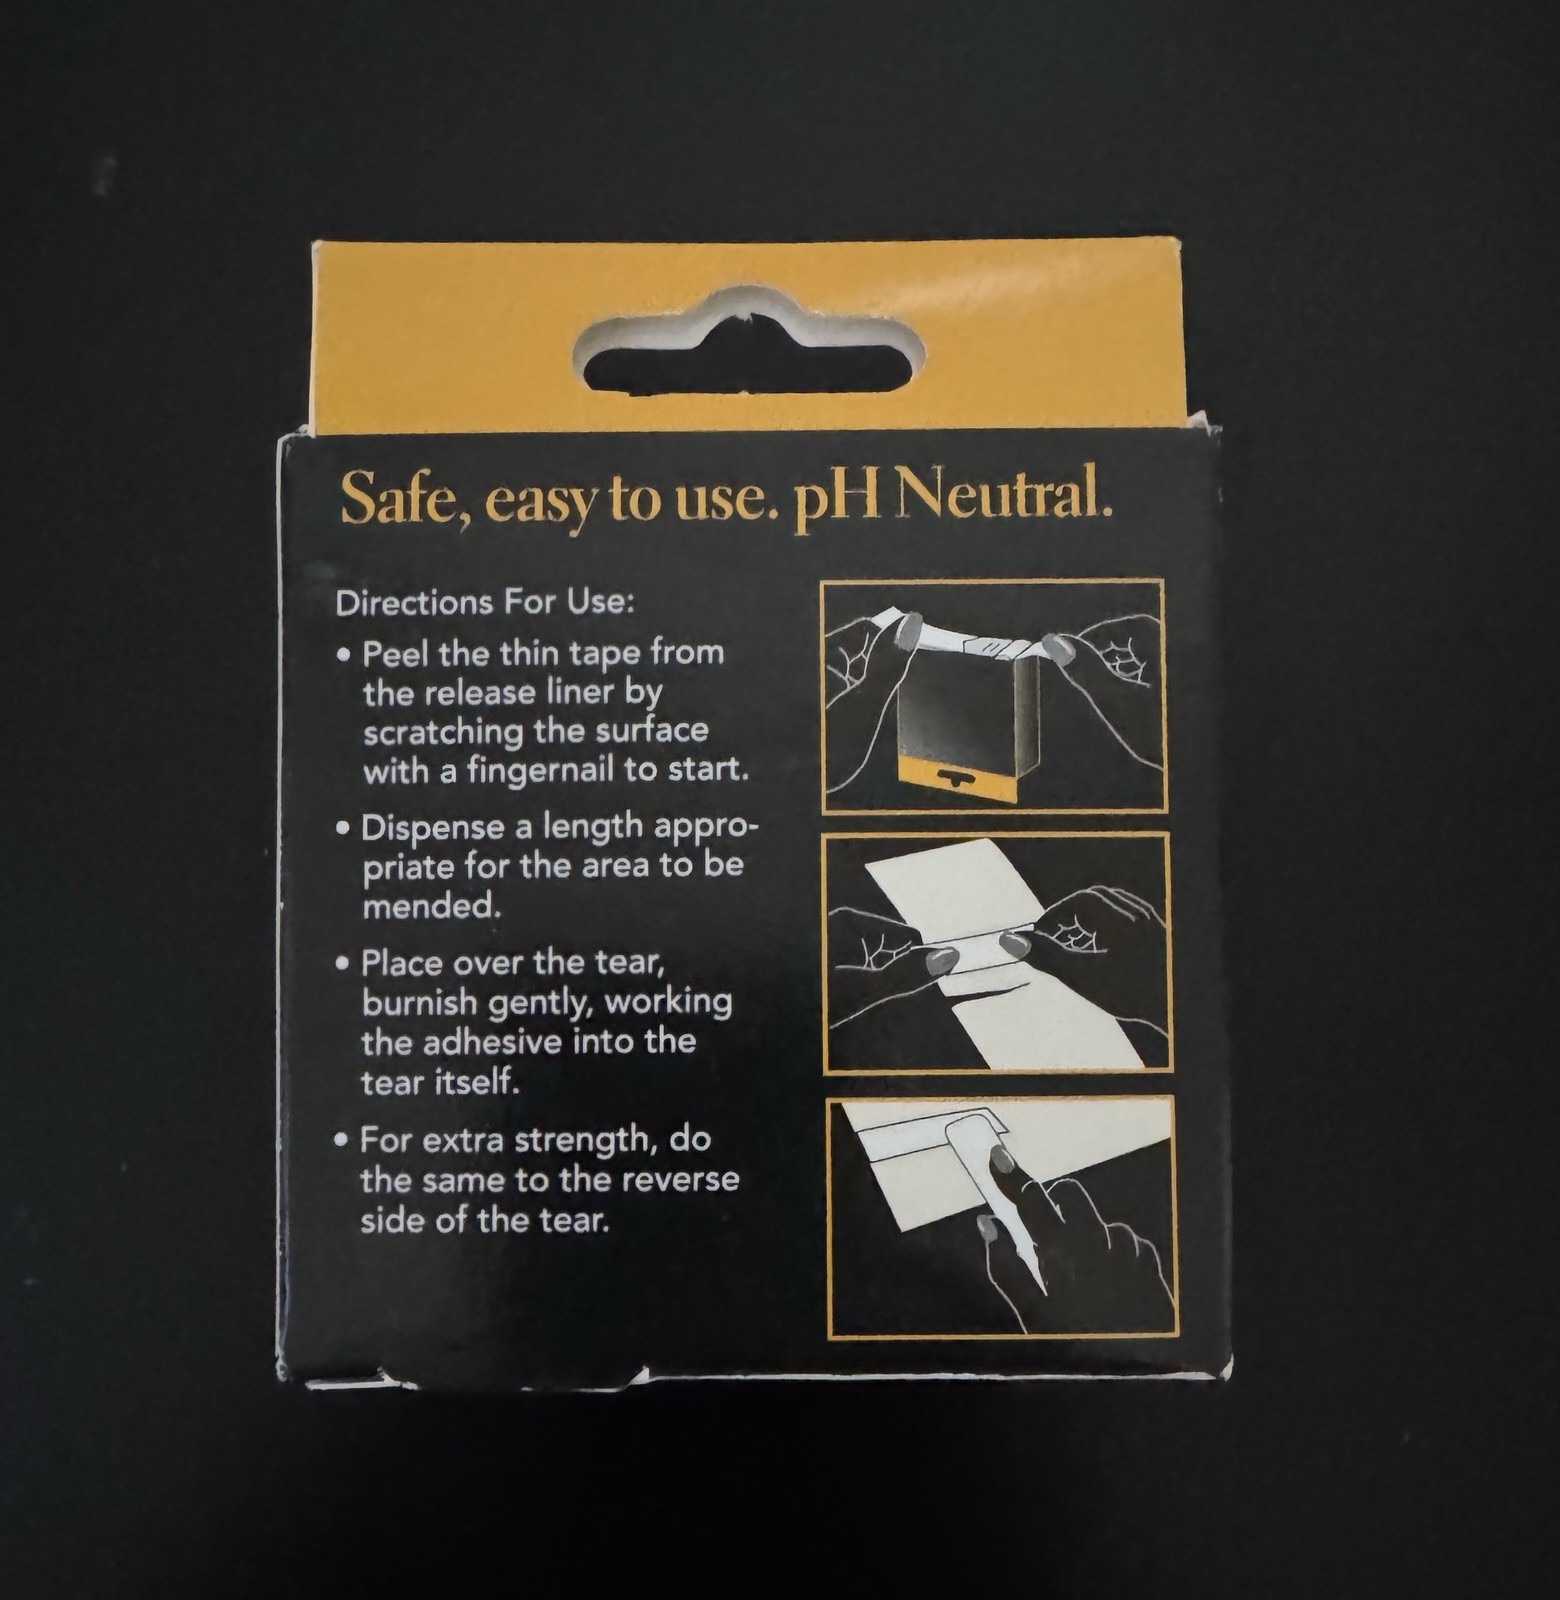 Safe, easy to use. pH Neutral.
Directions For Use:
• Peel the thin tape from
the release liner by
scratching the surface
with a fingernail to start.
• Dispense a length appro-
priate for the area to be
mended.
• Place over the tear,
burnish gently, working
the adhesive into the
tear itself.
• For extra strength, do
the same to the reverse
side of the tear.